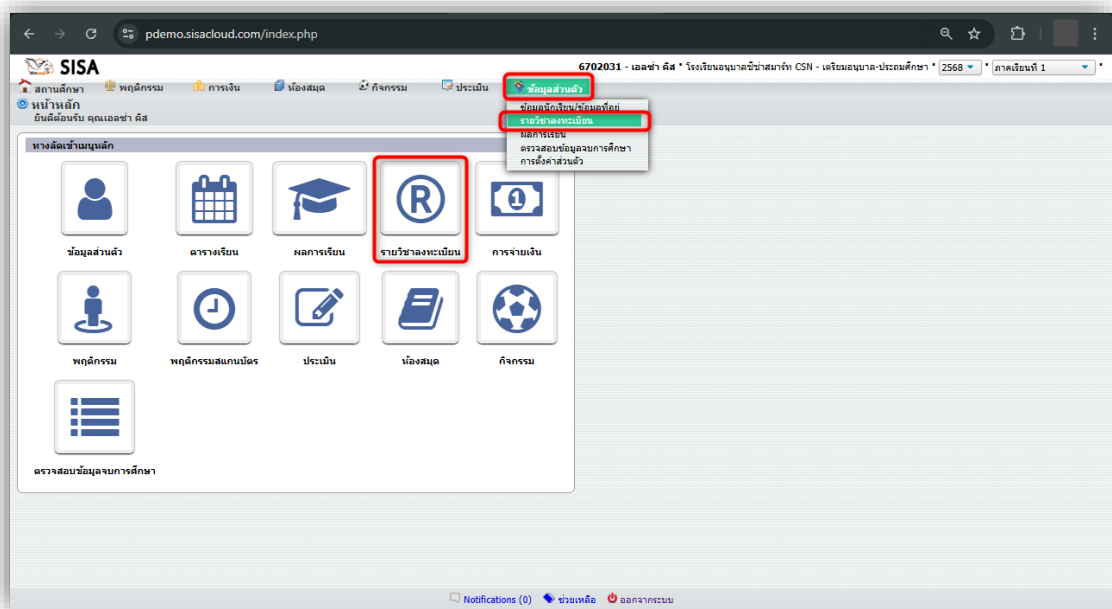 pdemo.sisacloud.com/index.php
SISA
6702031 - เอลซ่า ดิส * โรงเรียนอนุบาลชิซ่าสมาร์ท CSN - เตรียมอนุบาล-ประถมศึกษา * 2568 * ภาคเรียนที่ 1
สถานศึกษา พฤติกรรม การเงิน ห้องสมุด กิจกรรม ประเมิน ข้อมูลส่วนตัว
หน้าหลัก
ยินดีต้อนรับ คุณเอลซ่า ดิส
ข้อมูลนักเรียน/ข้อมูลที่อยู่
รายวิชาลงทะเบียน
ผลการเรียน
ตรวจสอบข้อมูลจบการศึกษา
การตั้งค่าส่วนตัว
ทางลัดเข้าเมนูหลัก
R 1
ข้อมูลส่วนตัว ตารางเรียน ผลการเรียน รายวิชาลงทะเบียน การจ่ายเงิน
พฤติกรรม พฤติกรรมสแกนบัตร ประเมิน ห้องสมุด กิจกรรม
ตรวจสอบข้อมูลจบการศึกษา
Notifications (0) ช่วยเหลือ ออกจากระบบ